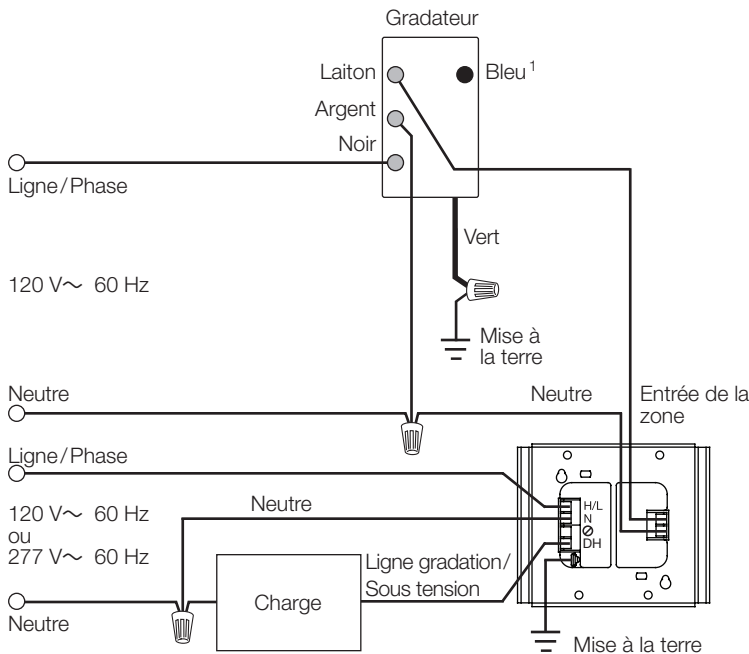 Gradateur
Laiton
Bleu 1
Argent
Noir
Ligne/Phase
Vert
120 V~ 60 Hz
Mise à
la terre
Neutre
Neutre
Entrée de la
zone
Ligne/Phase
120 V~ 60 Hz
ou
277 V~ 60 Hz
Neutre
H/L
N
DH
Ligne gradation/
Sous tension
Charge
Neutre
Mise à la terre